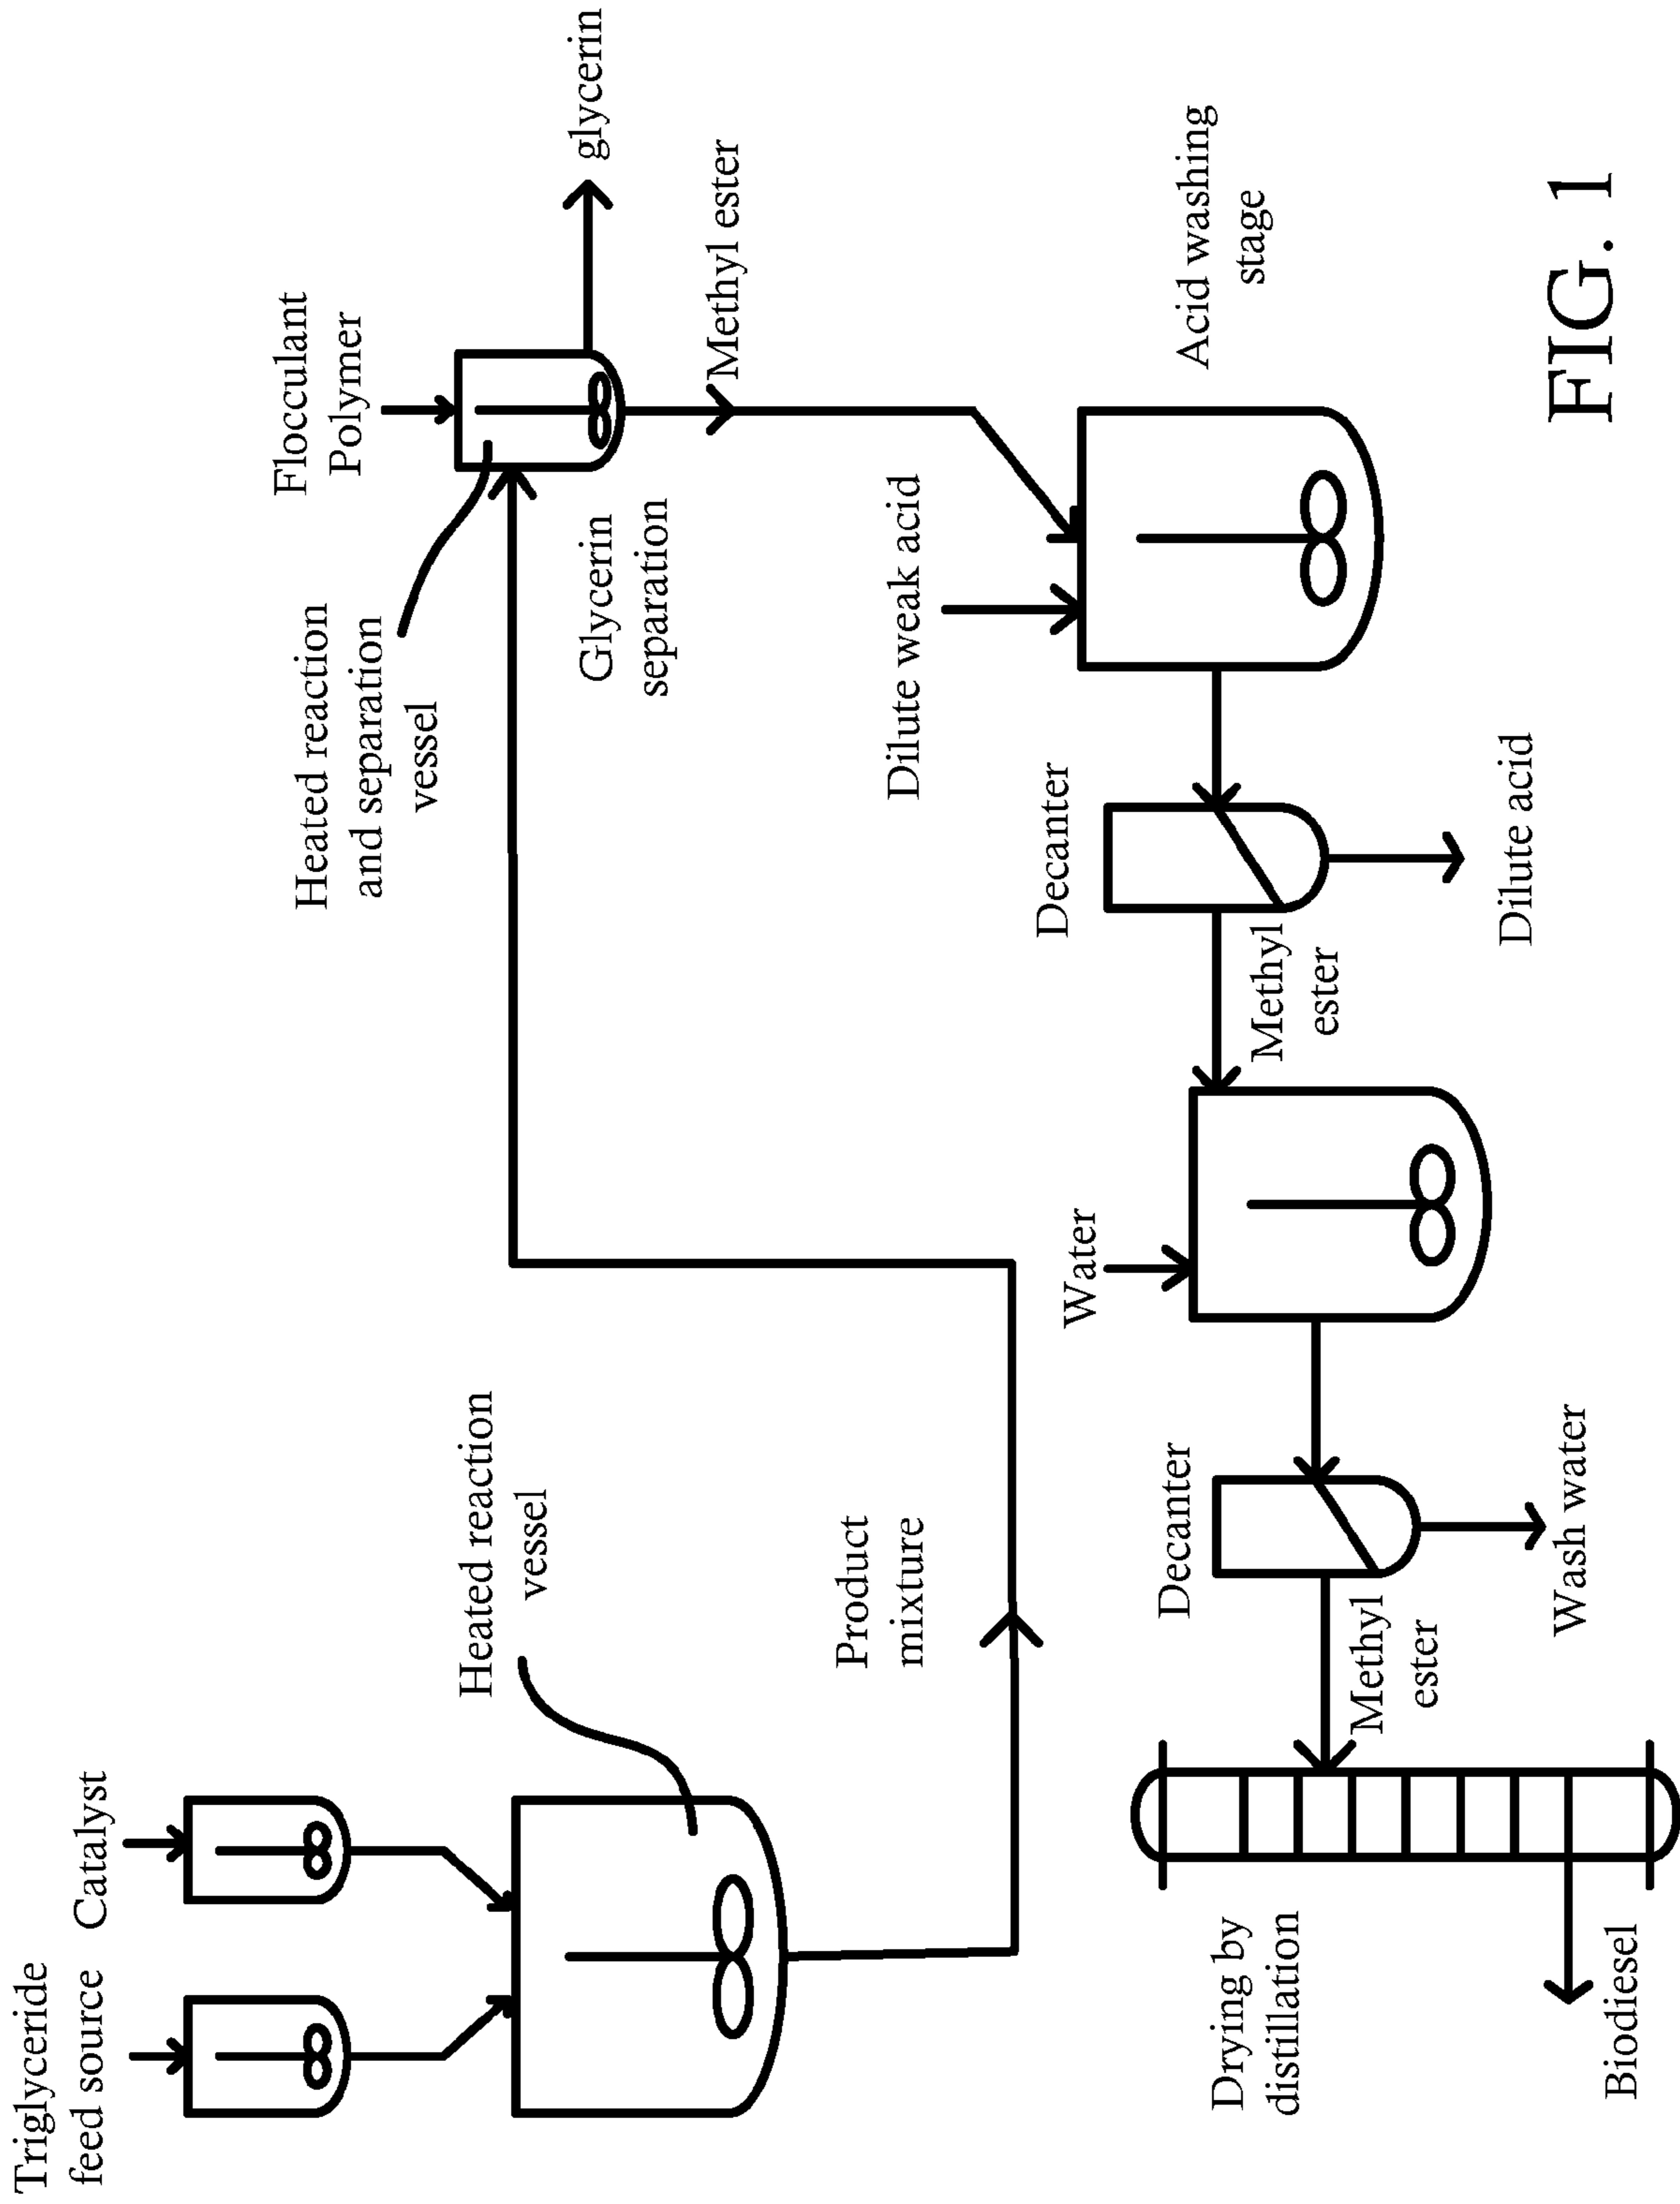 Triglyceride
feed source
Catalyst
Heated reaction
vessel
Product
mixture
Heated reaction
and separation
vessel
Flocculant
Polymer
glycerin
Glycerin
separation
Methyl ester
Dilute weak acid
Acid washing
stage
Decanter
Dilute acid
Methyl
ester
Water
Decanter
Wash water
Methyl
ester
Drying by
distillation
Biodiesel
FIG. 1